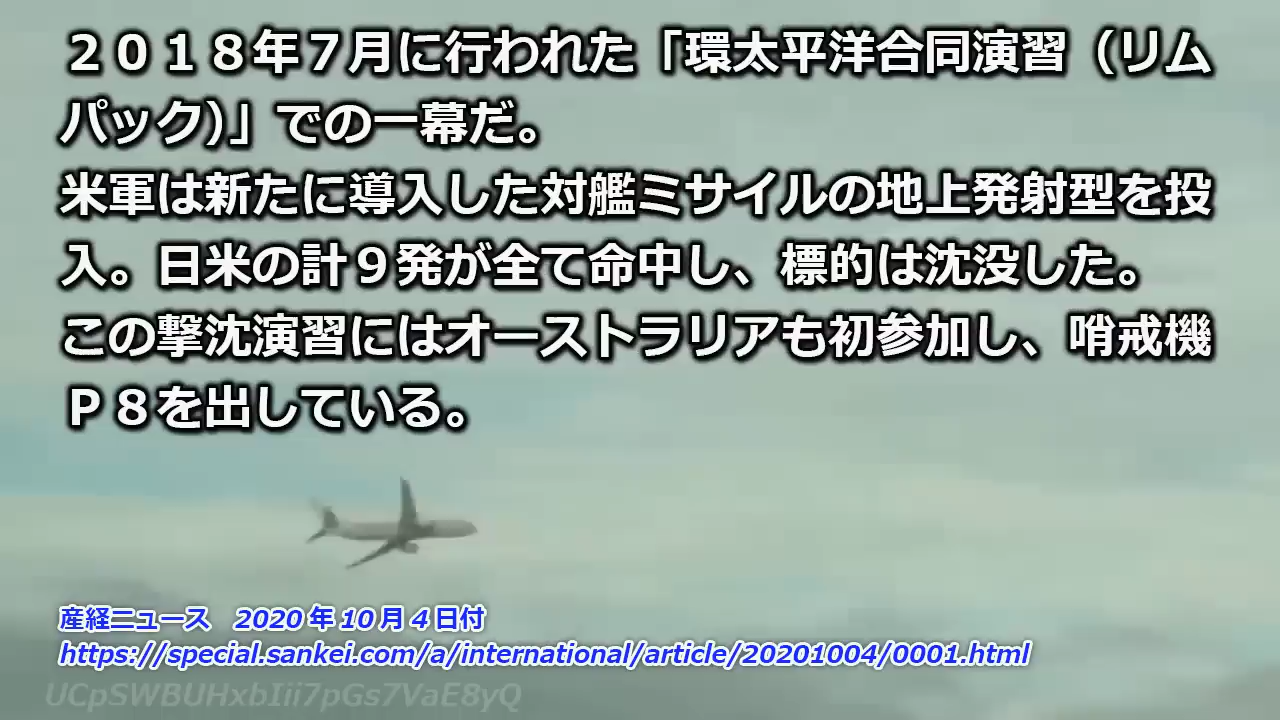 ２０１８年７月に行われた「環太平洋合同演習（リム
パック）」での一幕だ。
米軍は新たに導入した対艦ミサイルの地上発射型を投
入。日米の計９発が全て命中し、標的は沈没した。
この撃沈演習にはオーストラリアも初参加し、哨戒機
Ｐ８を出している。
産経ニュース　2020 年 10 月 4 日付
https://special.sankei.com/a/international/article/20201004/0001.html
UCpSWBUHxbIii7pGs7VaE8yQ